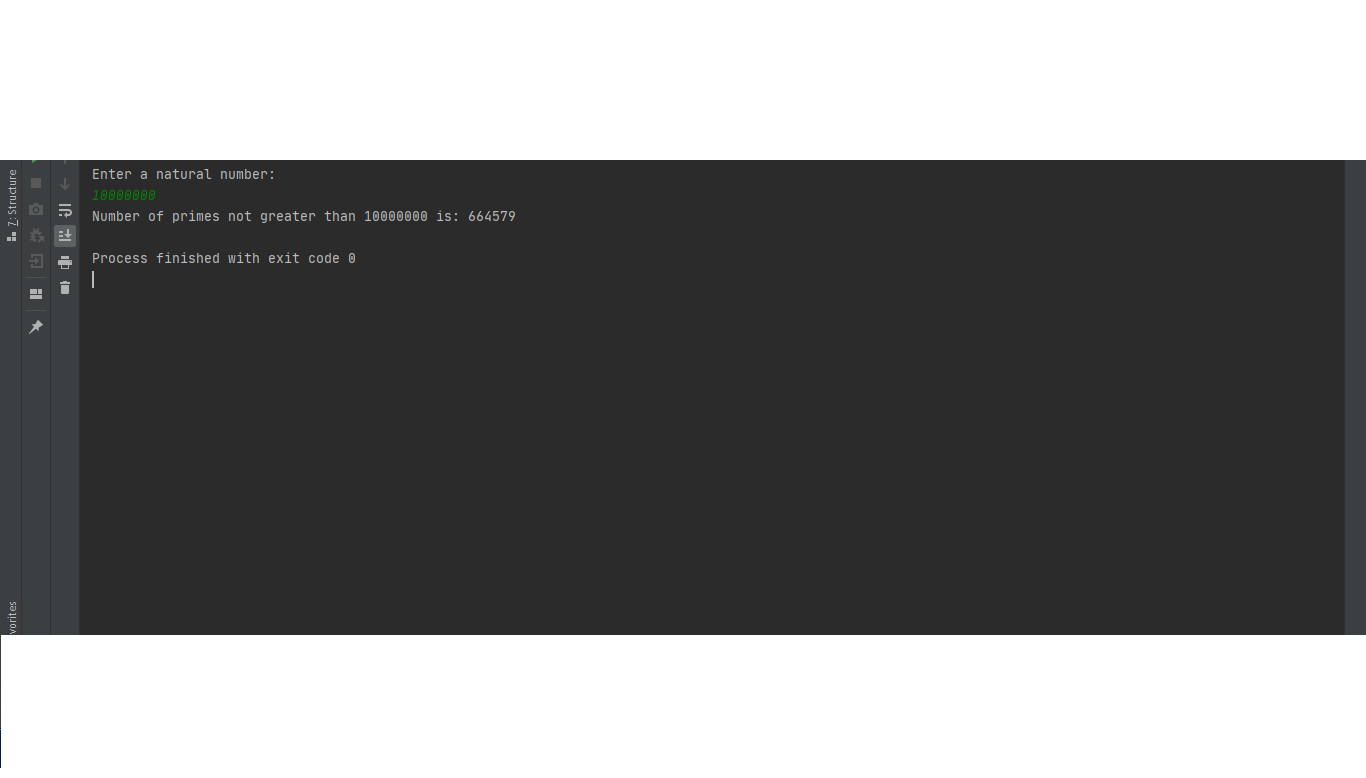 Enter a natural number:
10000000
Number of primes not greater than 10000000 is: 664579
Process finished with exit code 0
7: Structure
vorites